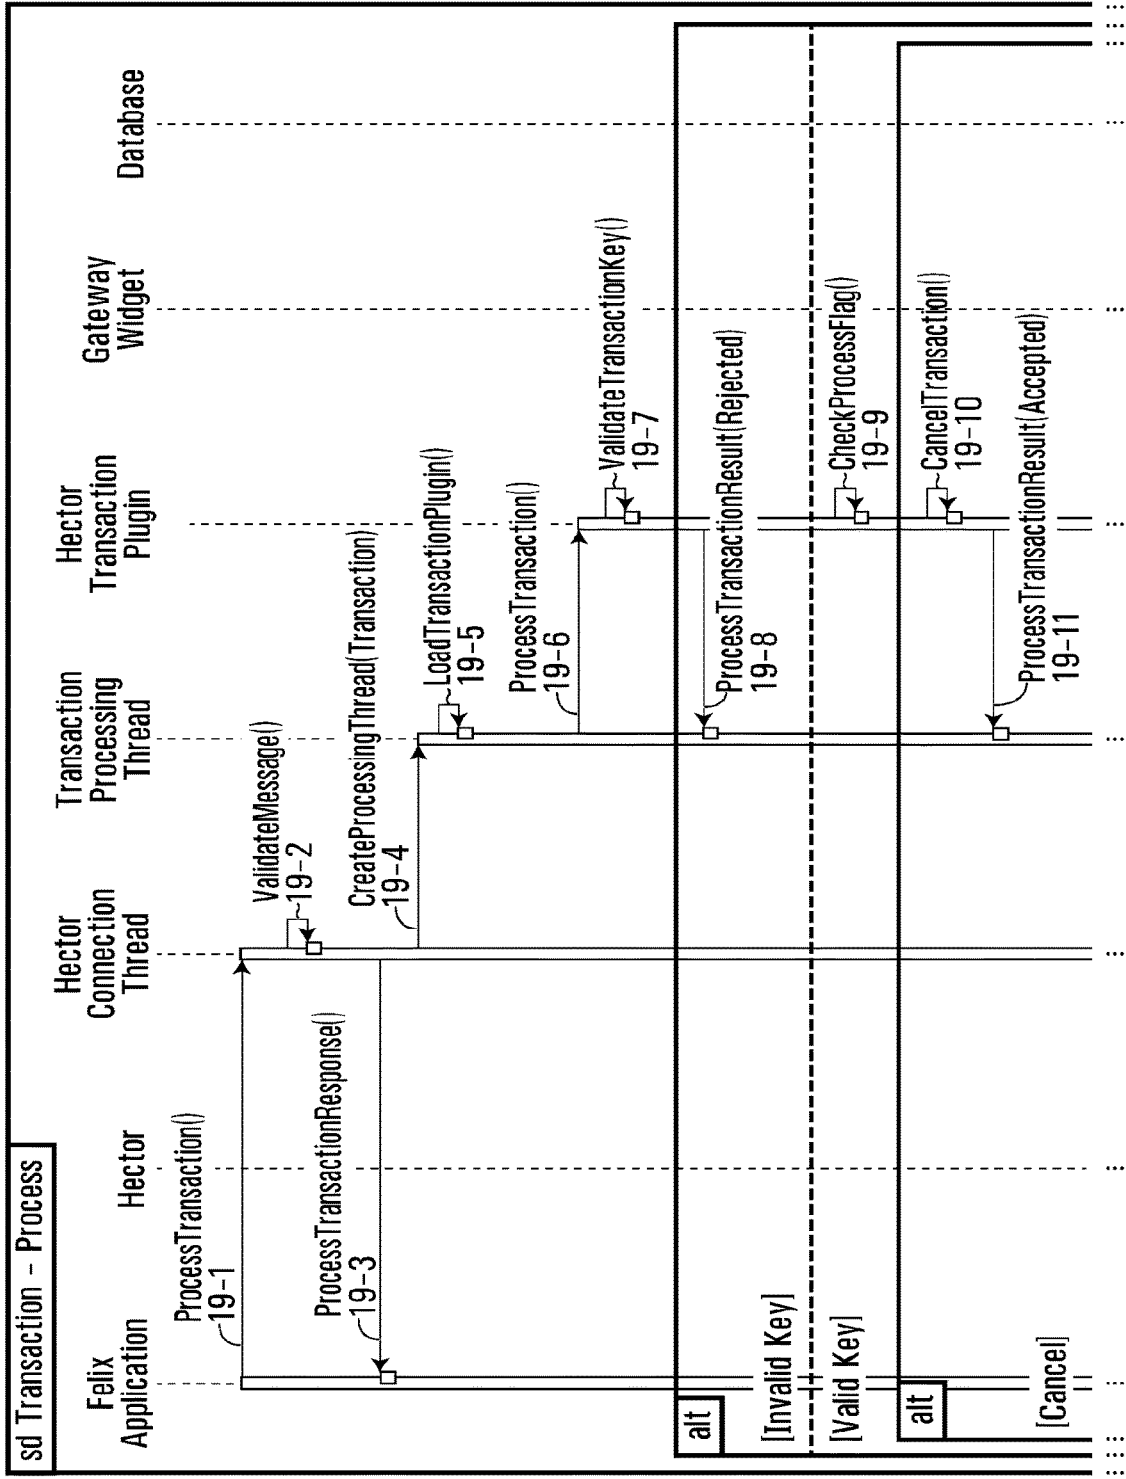 sd Transaction - Process
Felix
Application
Hector
Hector
Connection
Thread
Transaction
Processing
Thread
Hector
Transaction
Plugin
Gateway
Widget
Database
ProcessTransaction()
19-1
ValidateMessage()
19-2
ProcessTransactionResponse()
19-3
CreateProcessingThread(Transaction)
19-4
LoadTransactionPlugin()
19-5
ProcessTransaction()
19-6
ValidateTransactionKey()
19-7
alt
[Invalid Key]
ProcessTransactionResult(Rejected)
19-8
[Valid Key]
CheckProcessFlag()
19-9
alt
CancelTransaction()
19-10
[Cancel]
ProcessTransactionResult(Accepted)
19-11